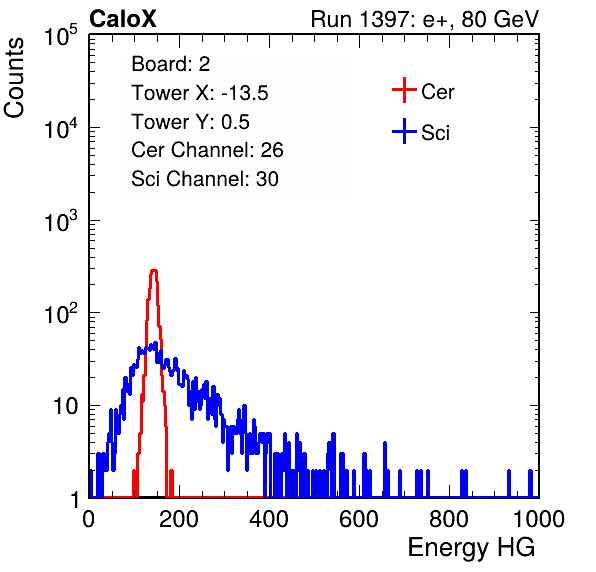 CaloX Run 1397: e+, 80 GeV
Counts
10^5
10^4
10^3
10^2
10
1
Board: 2
Tower X: -13.5
Tower Y: 0.5
Cer Channel: 26
Sci Channel: 30
Cer
Sci
0 200 400 600 800 1000
Energy HG